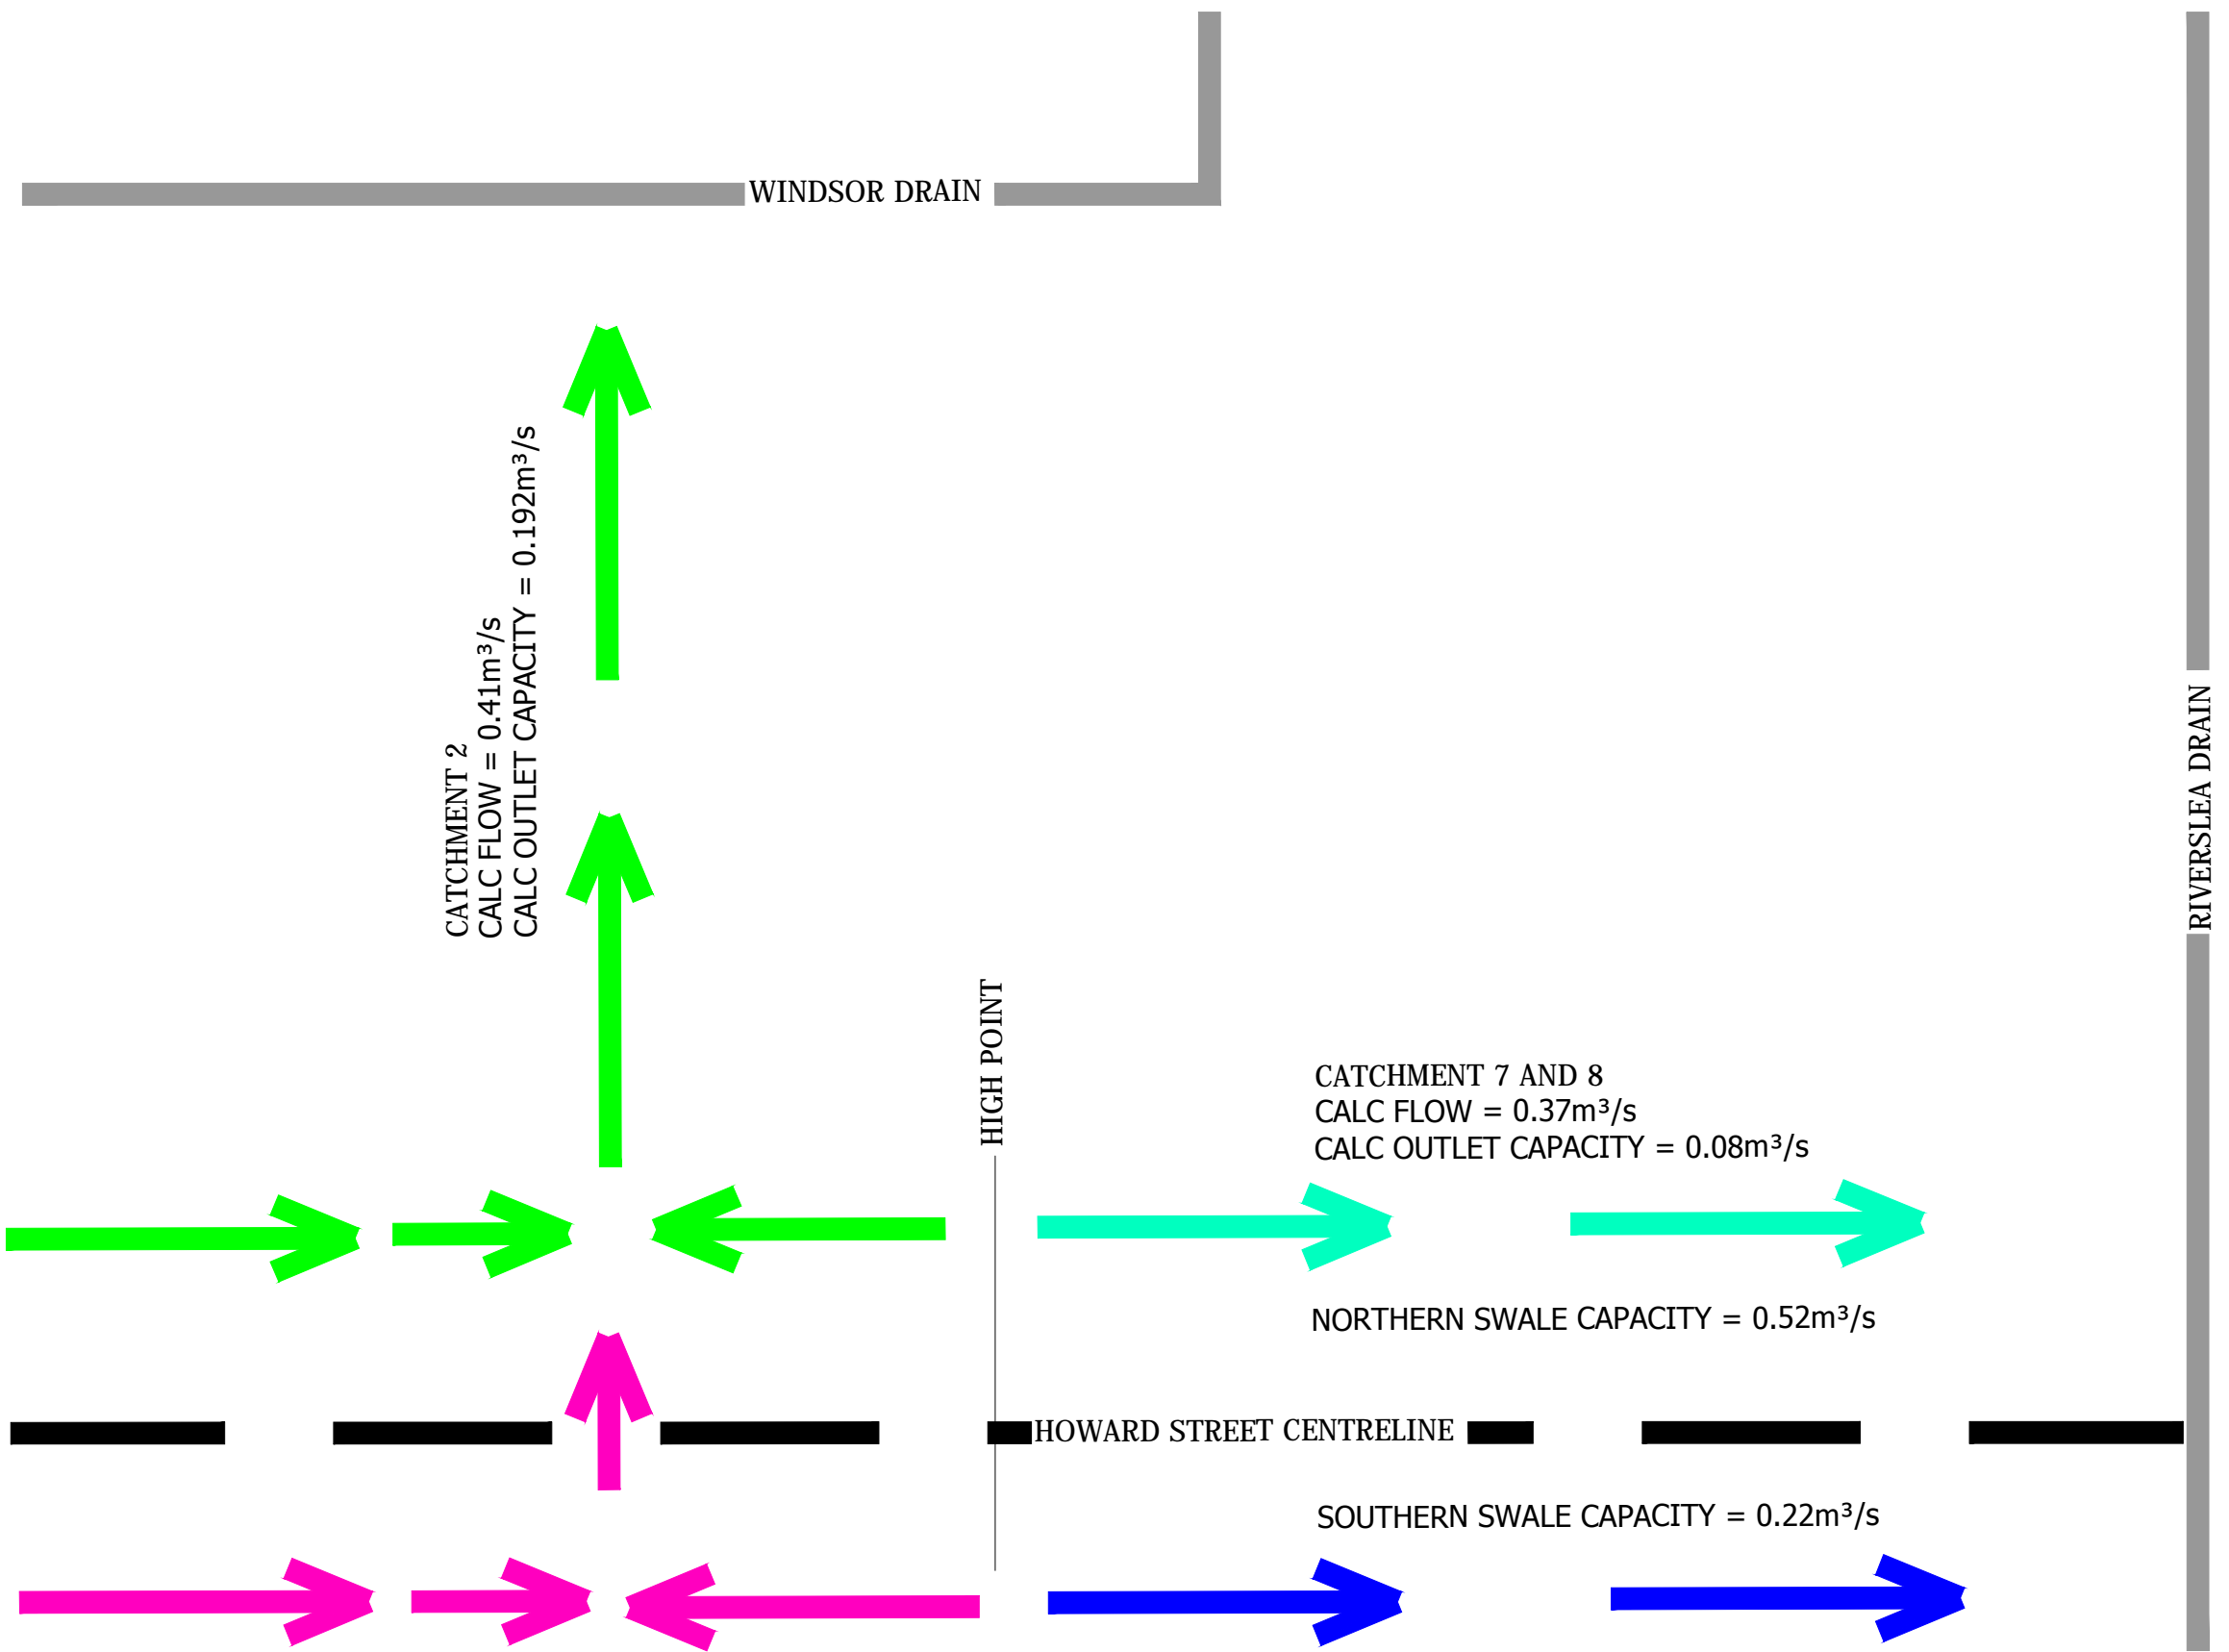 WINDSOR DRAIN
CATCHMENT 2
CALC FLOW = 0.41m³/s
CALC OUTLET CAPACITY = 0.192m³/s
RIVERSLEA DRAIN
HIGH POINT
CATCHMENT 7 AND 8
CALC FLOW = 0.37m³/s
CALC OUTLET CAPACITY = 0.08m³/s
NORTHERN SWALE CAPACITY = 0.52m³/s
HOWARD STREET CENTRELINE
SOUTHERN SWALE CAPACITY = 0.22m³/s